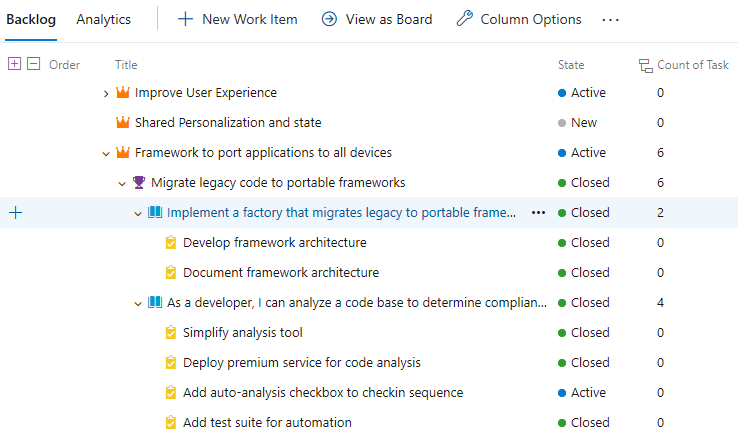 Backlog Analytics New Work Item View as Board Column Options ...
Order Title State Count of Task
Improve User Experience Active 0
Shared Personalization and state New 0
Framework to port applications to all devices Active 6
Migrate legacy code to portable frameworks Closed 6
Implement a factory that migrates legacy to portable frame... ... Closed 2
Develop framework architecture Closed 0
Document framework architecture Closed 0
As a developer, I can analyze a code base to determine complian... Closed 4
Simplify analysis tool Closed 0
Deploy premium service for code analysis Closed 0
Add auto-analysis checkbox to checkin sequence Active 0
Add test suite for automation Closed 0